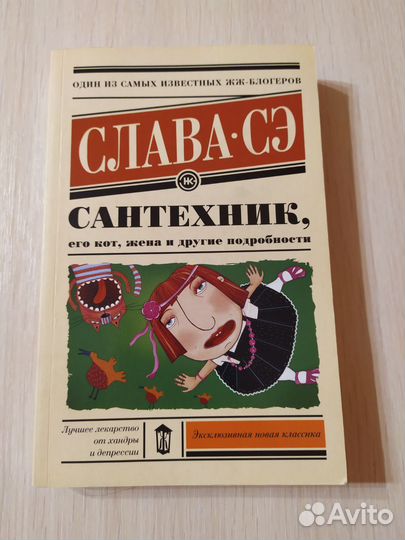 ОДИН ИЗ САМЫХ ИЗВЕСТНЫХ ЖЖ-БЛОГЕРОВ
СЛАВА·СЭ
НК
САНТЕХНИК,
его кот, жена и другие подробности
Лучшее лекарство
от хандры
и депрессии
Эксклюзивная новая классика
Avito